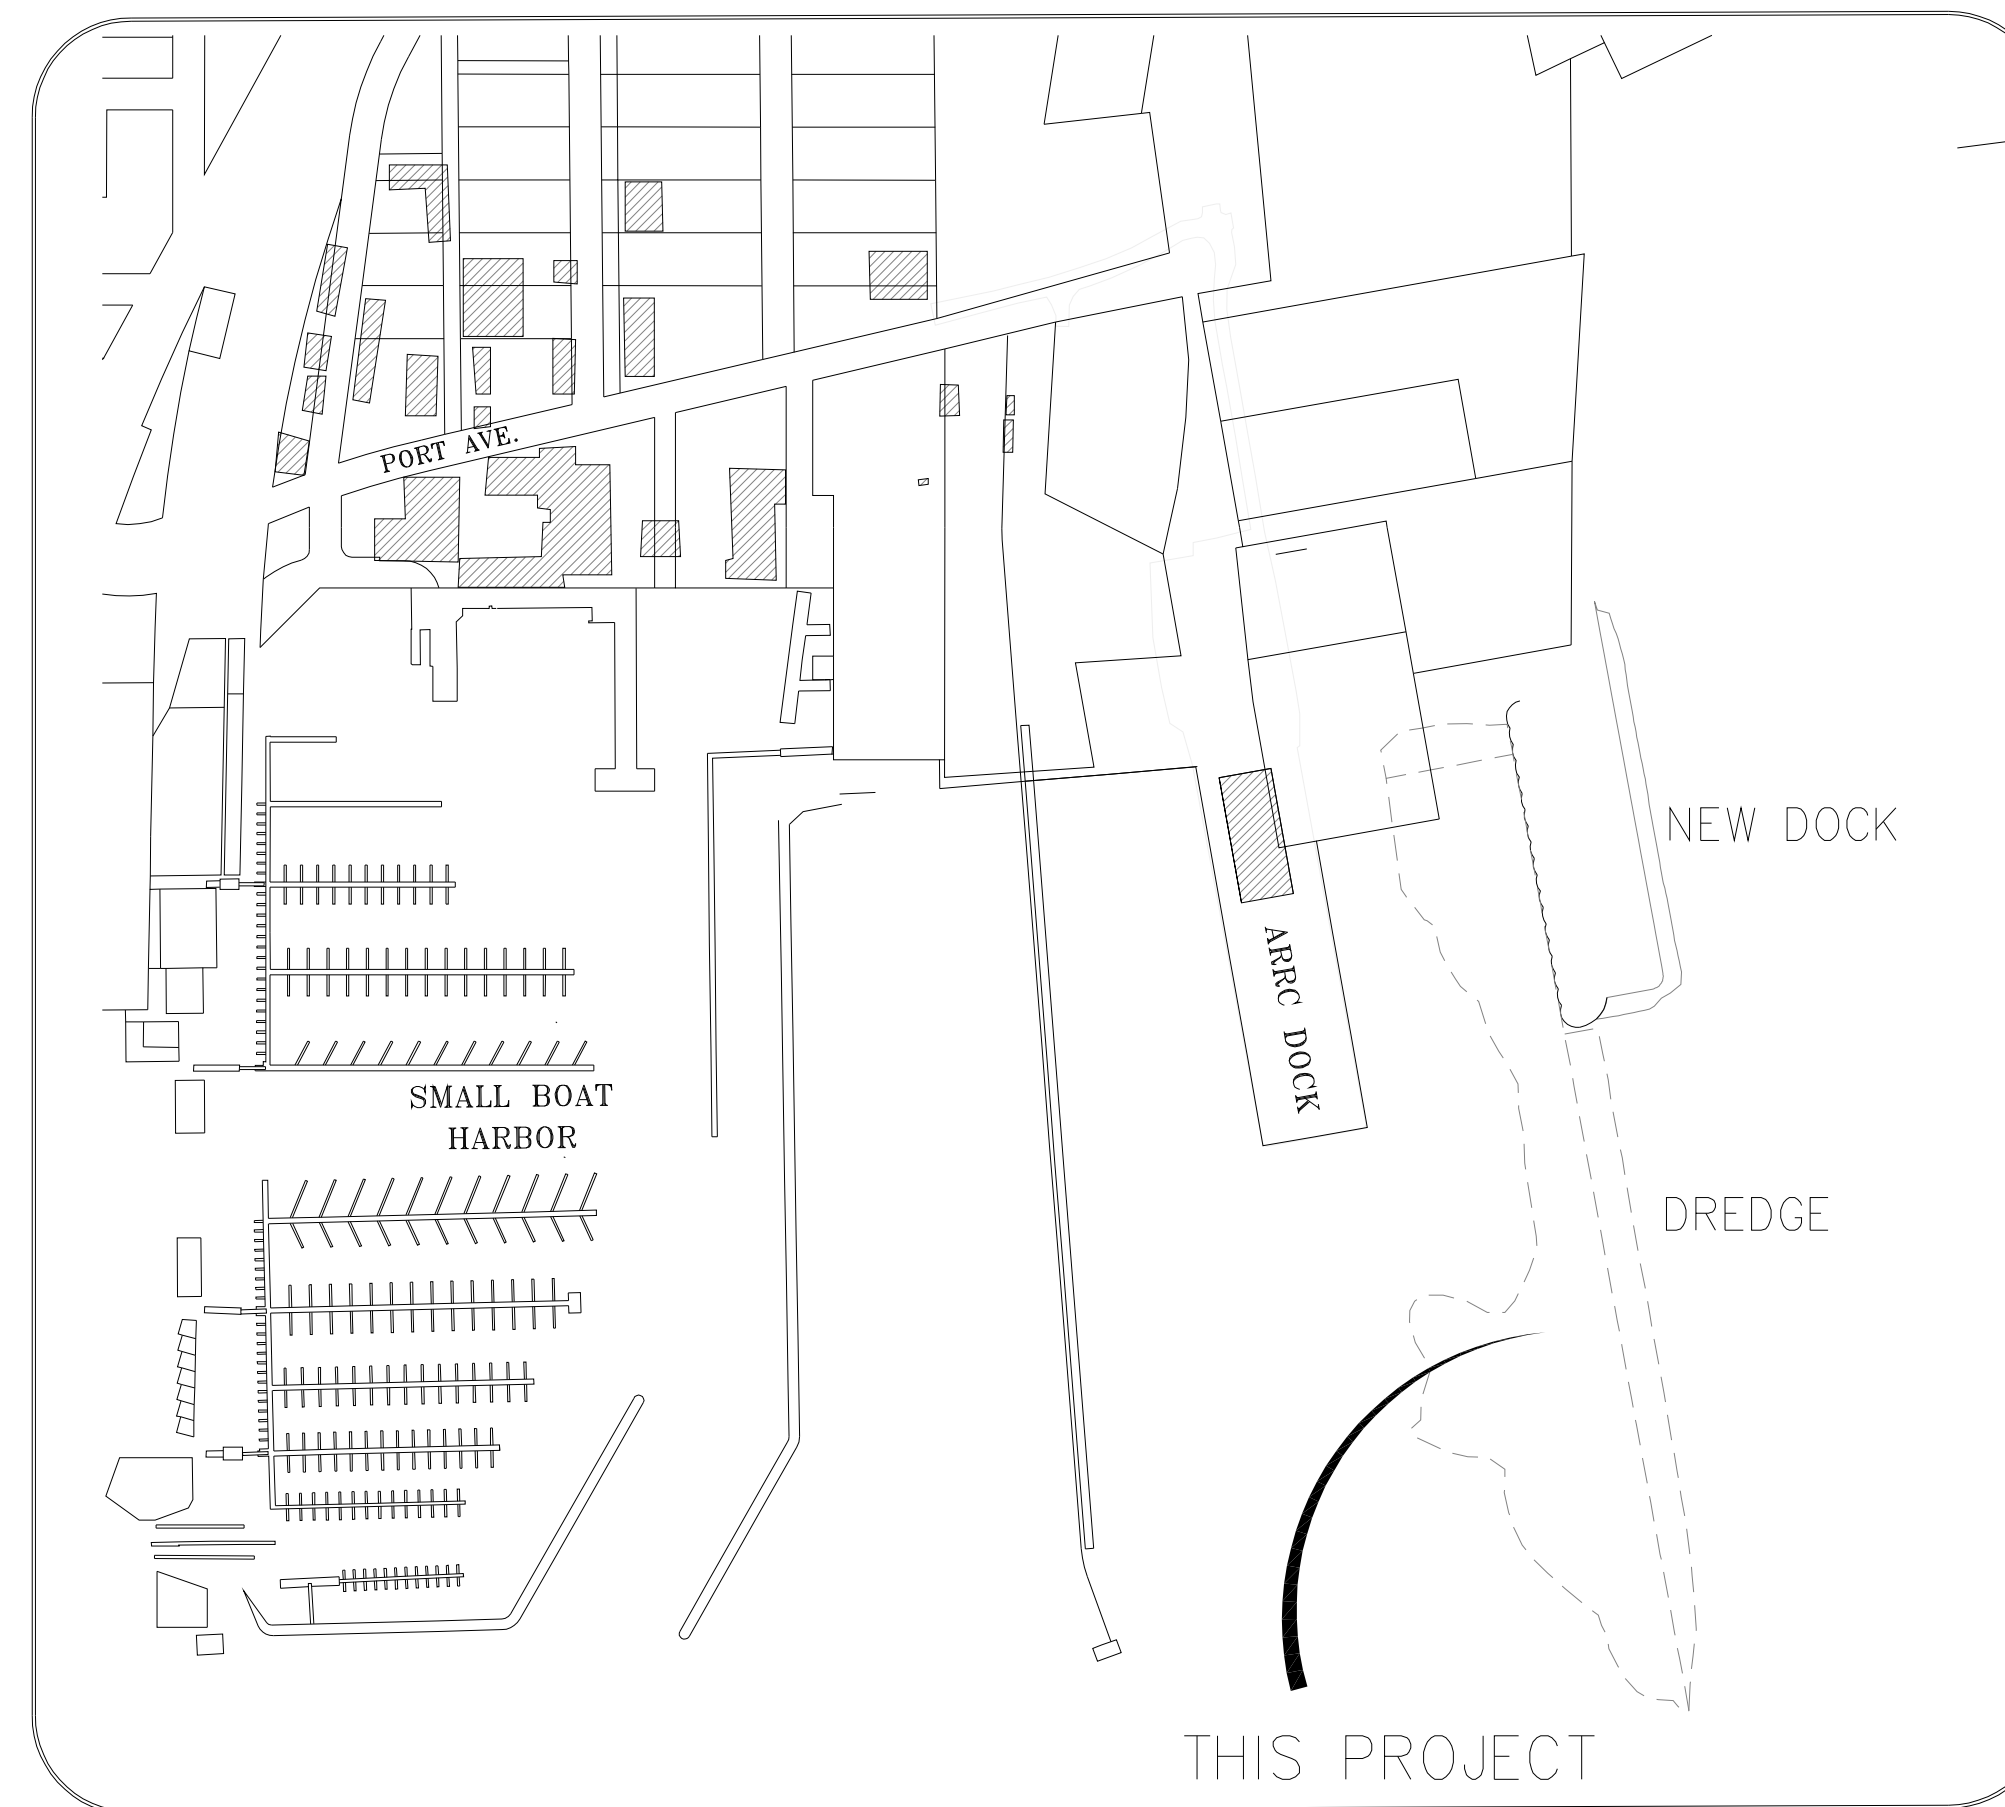 PORT AVE.
NEW DOCK
ARRC DOCK
SMALL BOAT
HARBOR
DREDGE
THIS PROJECT